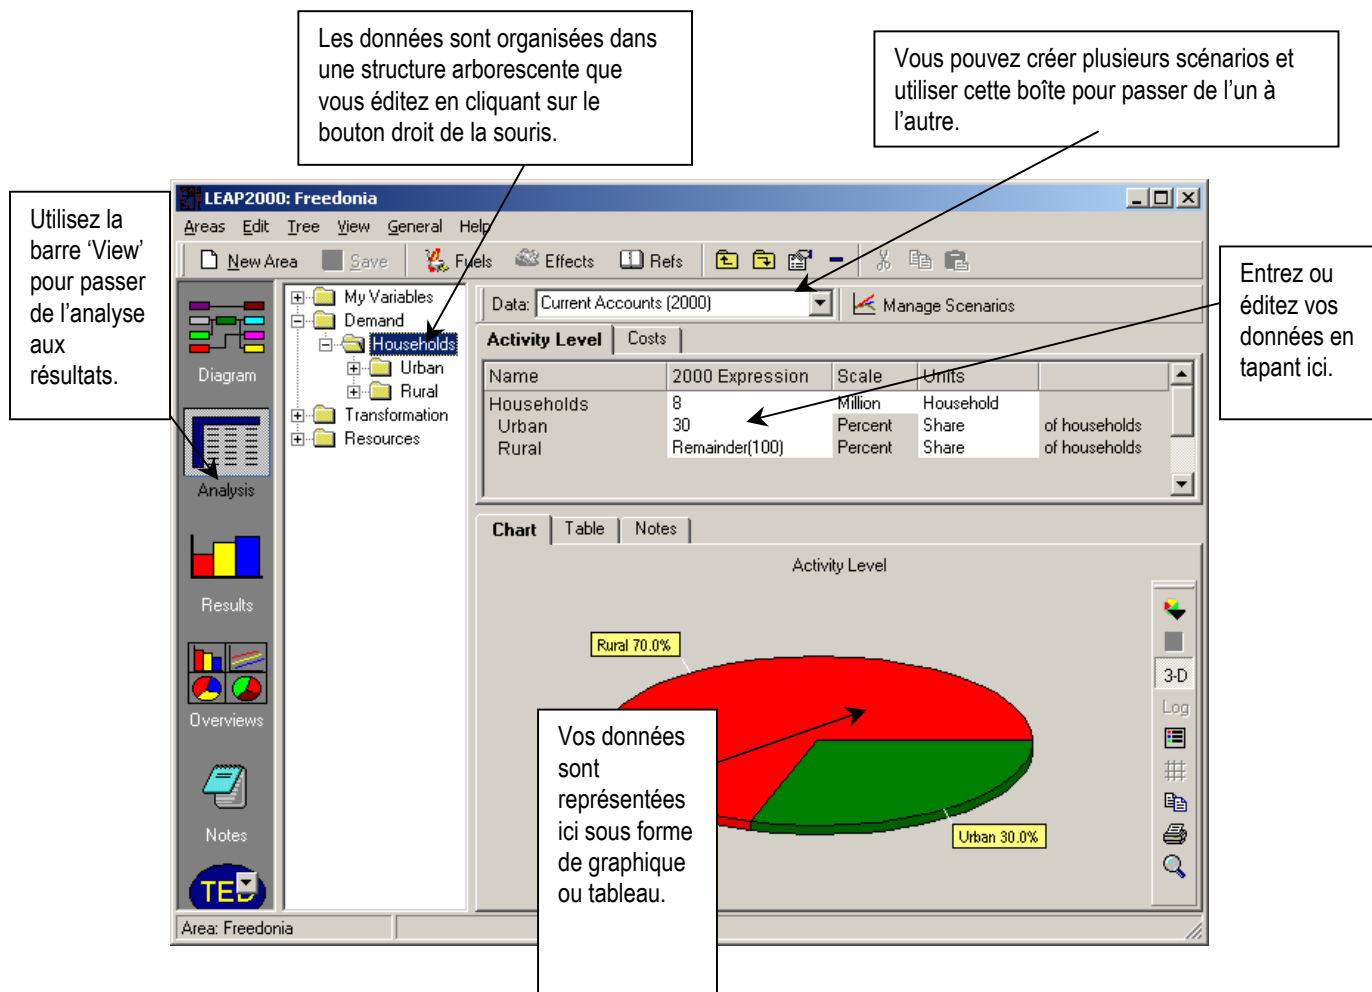 Les données sont organisées dans
une structure arborescente que
vous éditez en cliquant sur le
bouton droit de la souris.
Vous pouvez créer plusieurs scénarios et
utiliser cette boîte pour passer de l’un à
l’autre.
Utilisez la
barre ‘View’
pour passer
de l’analyse
aux
résultats.
Entrez ou
éditez vos
données en
tapant ici.
LEAP2000: Freedonia
Areas Edit Tree View General Help
New Area Save Fuels Effects Refs
Diagram
Analysis
Results
Overviews
Notes
My Variables
Demand
Households
Urban
Rural
Transformation
Resources
Data: Current Accounts (2000) Manage Scenarios
Activity Level Costs
Name 2000 Expression Scale Units
Households 8 Million Household
Urban 30 Percent Share of households
Rural Remainder(100) Percent Share of households
Chart Table Notes
Activity Level
Rural 70.0%
Urban 30.0%
3-D
Log
Vos données
sont
représentées
ici sous forme
de graphique
ou tableau.
Area: Freedonia